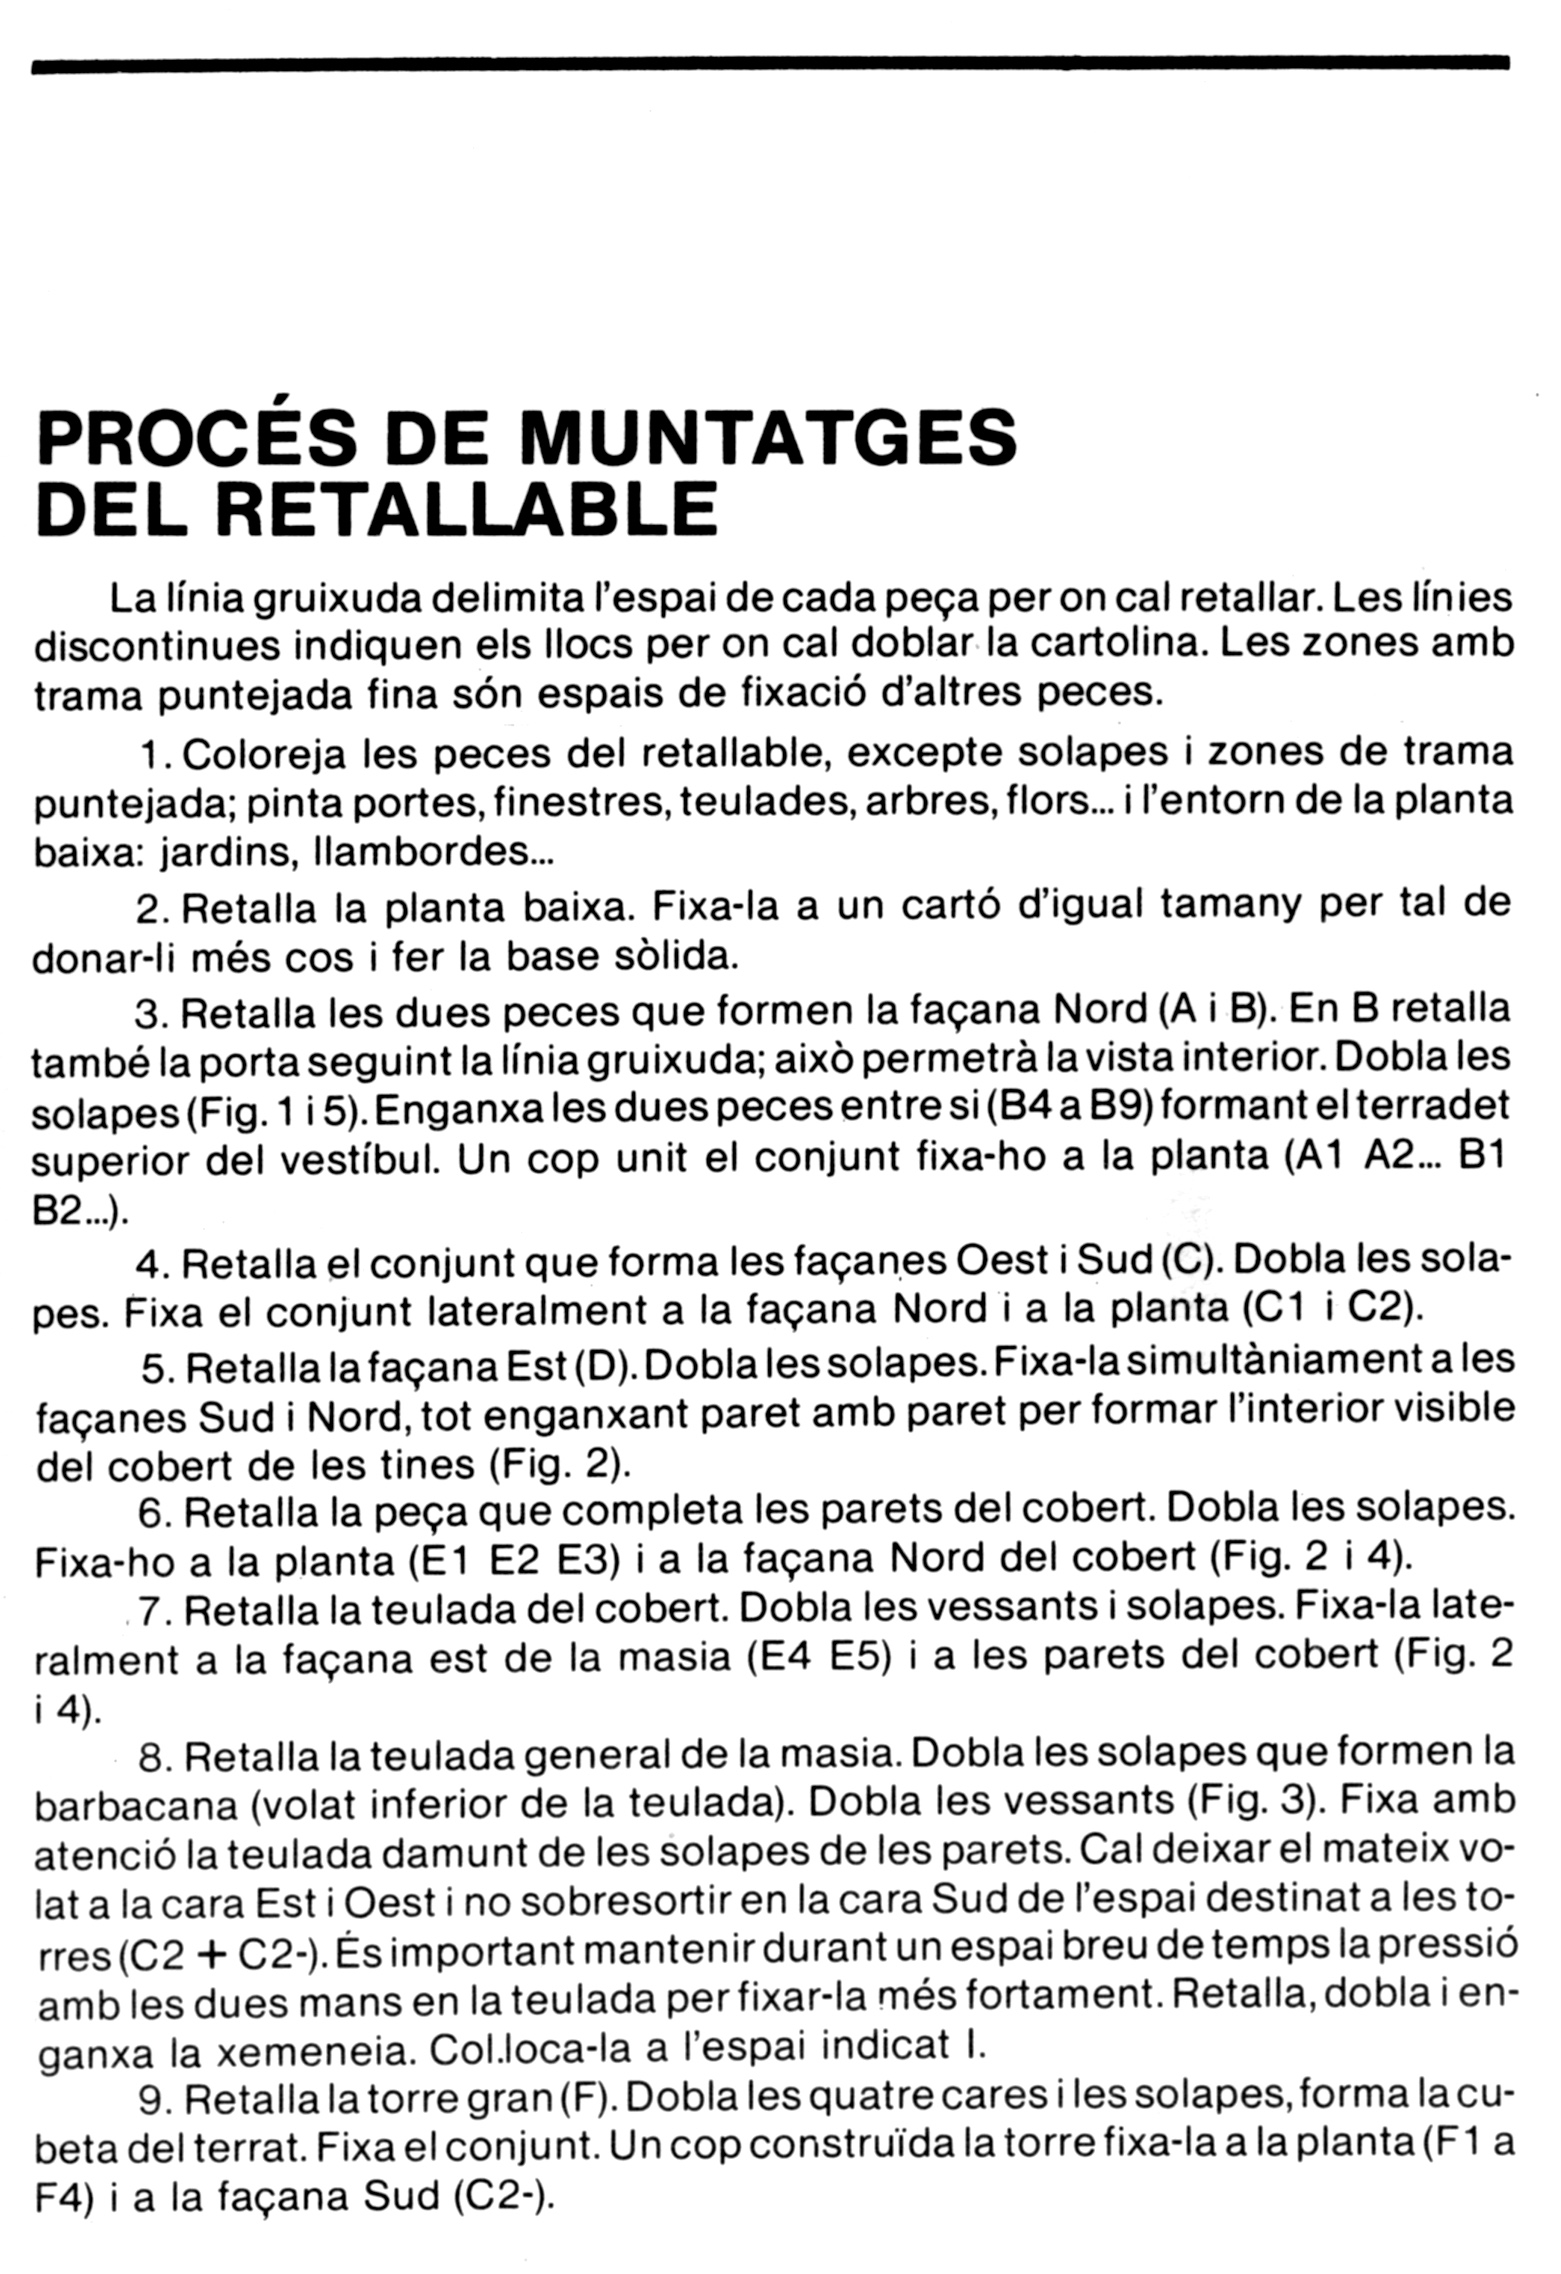 PROCÉS DE MUNTATGES
DEL RETALLABLE
La línia gruixuda delimita l'espai de cada peça per on cal retallar. Les línies
discontinues indiquen els llocs per on cal doblar la cartolina. Les zones amb
trama puntejada fina són espais de fixació d'altres peces.
1. Coloreja les peces del retallable, excepte solapes i zones de trama
puntejada; pinta portes, finestres, teulades, arbres, flors... i l'entorn de la planta
baixa: jardins, llambordes...
2. Retalla la planta baixa. Fixa-la a un cartó d'igual tamany per tal de
donar-li més cos i fer la base sòlida.
3. Retalla les dues peces que formen la façana Nord (A i B). En B retalla
també la porta seguint la línia gruixuda; això permetrà la vista interior. Dobla les
solapes (Fig. 1 i 5). Enganxa les dues peces entre si (B4 a B9) formant el terradet
superior del vestíbul. Un cop unit el conjunt fixa-ho a la planta (A1 A2... B1
B2...).
4. Retalla el conjunt que forma les façanes Oest i Sud (C). Dobla les sola-
pes. Fixa el conjunt lateralment a la façana Nord i a la planta (C1 i C2).
5. Retalla la façana Est (D). Dobla les solapes. Fixa-la simultàniament a les
façanes Sud i Nord, tot enganxant paret amb paret per formar l'interior visible
del cobert de les tines (Fig. 2).
6. Retalla la peça que completa les parets del cobert. Dobla les solapes.
Fixa-ho a la planta (E1 E2 E3) i a la façana Nord del cobert (Fig. 2 i 4).
7. Retalla la teulada del cobert. Dobla les vessants i solapes. Fixa-la late-
ralment a la façana est de la masia (E4 E5) i a les parets del cobert (Fig. 2
i 4).
8. Retalla la teulada general de la masia. Dobla les solapes que formen la
barbacana (volat inferior de la teulada). Dobla les vessants (Fig. 3). Fixa amb
atenció la teulada damunt de les solapes de les parets. Cal deixar el mateix vo-
lat a la cara Est i Oest i no sobresortir en la cara Sud de l'espai destinat a les to-
rres (C2 + C2-). És important mantenir durant un espai breu de temps la pressió
amb les dues mans en la teulada per fixar-la més fortament. Retalla, dobla i en-
ganxa la xemeneia. Col.loca-la a l'espai indicat I.
9. Retalla la torre gran (F). Dobla les quatre cares i les solapes, forma la cu-
beta del terrat. Fixa el conjunt. Un cop construïda la torre fixa-la a la planta (F1 a
F4) i a la façana Sud (C2-).